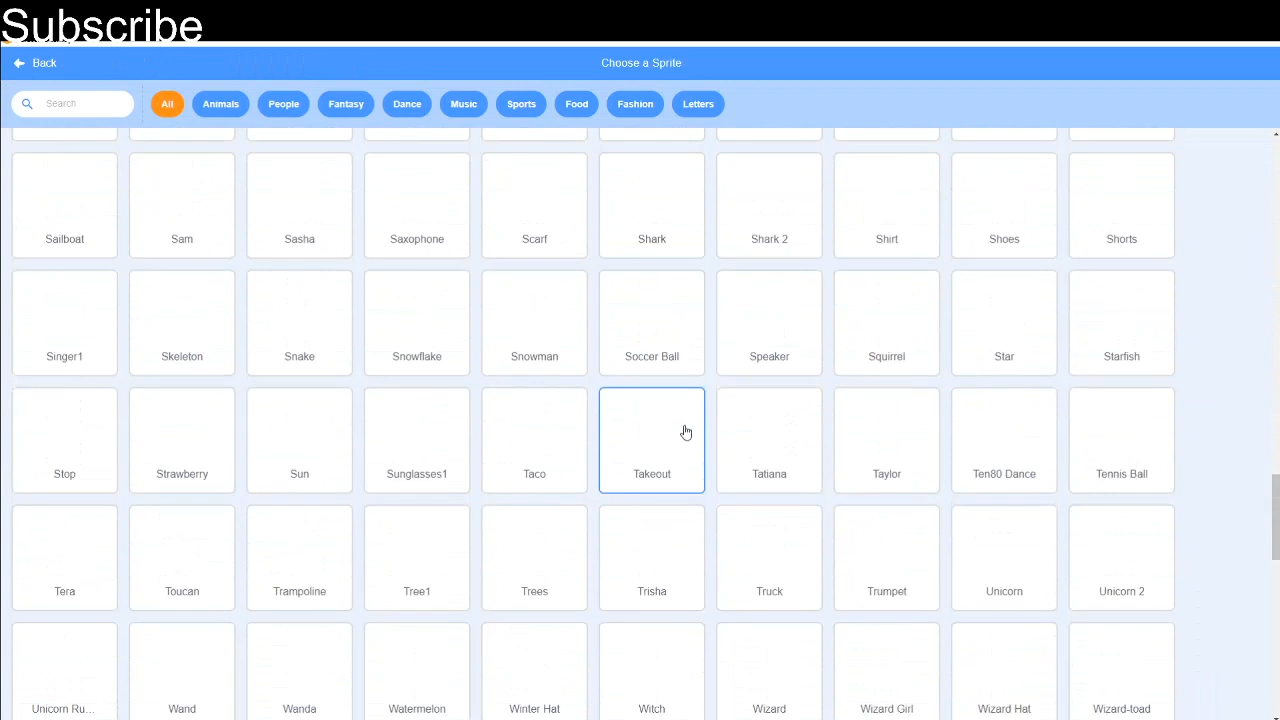 Subscribe
Back
Choose a Sprite
Search
All
Animals
People
Fantasy
Dance
Music
Sports
Food
Fashion
Letters
Sailboat Sam Sasha Saxophone Scarf Shark Shark 2 Shirt Shoes Shorts
Singer1 Skeleton Snake Snowflake Snowman Soccer Ball Speaker Squirrel Star Starfish
Stop Strawberry Sun Sunglasses1 Taco Takeout Tatiana Taylor Ten80 Dance Tennis Ball
Tera Toucan Trampoline Tree1 Trees Trisha Truck Trumpet Unicorn Unicorn 2
Unicorn Ru... Wand Wanda Watermelon Winter Hat Witch Wizard Wizard Girl Wizard Hat Wizard-toad